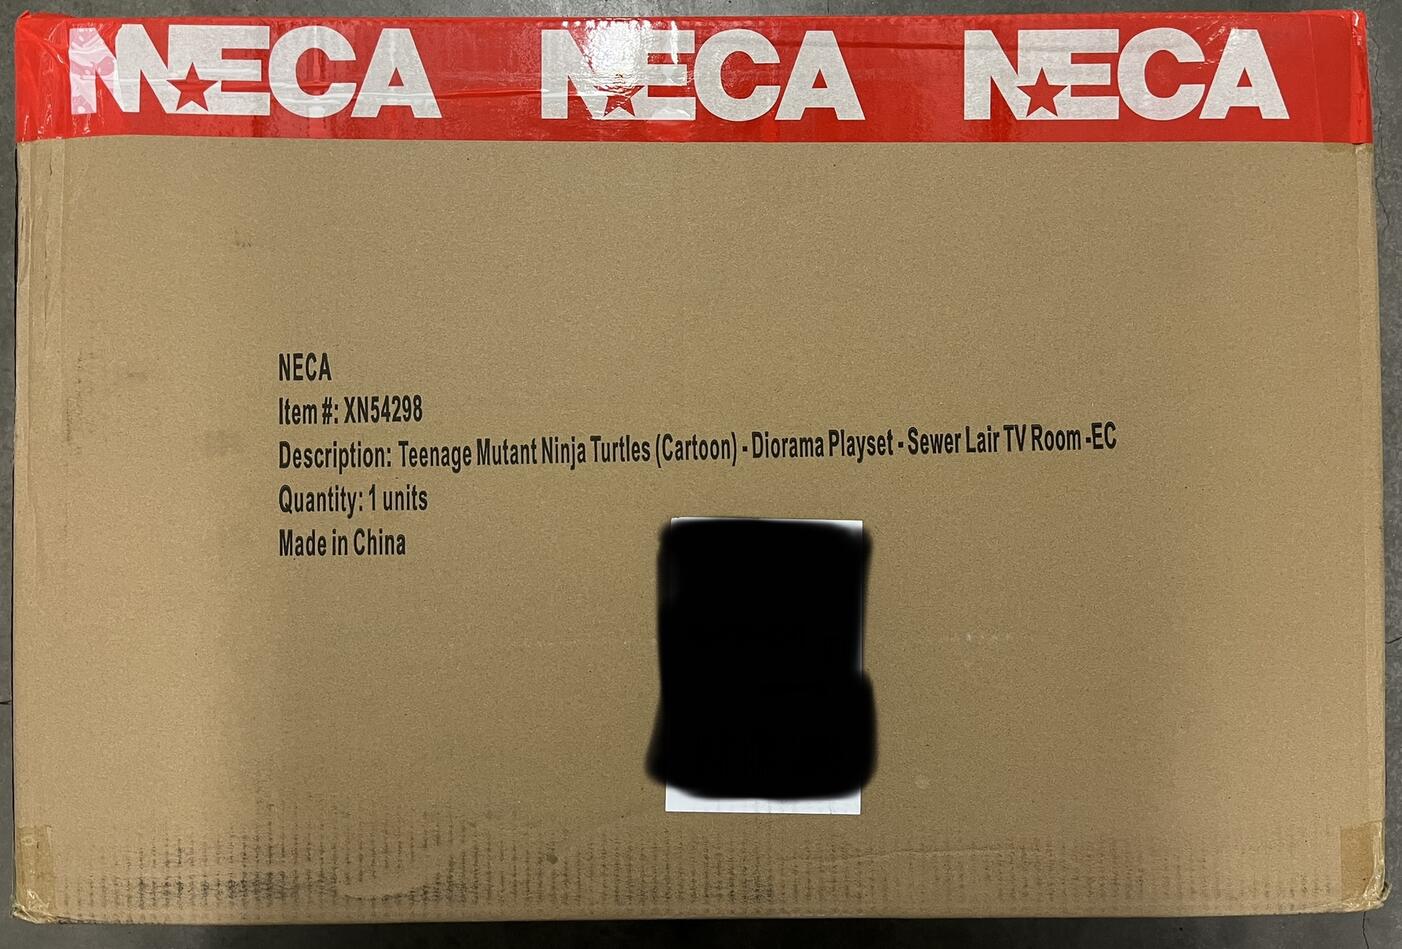 NECA NECA NECA
NECA
Item #: XN54298
Description: Teenage Mutant Ninja Turtles (Cartoon) - Diorama Playset - Sewer Lair TV Room -EC
Quantity: 1 units
Made in China